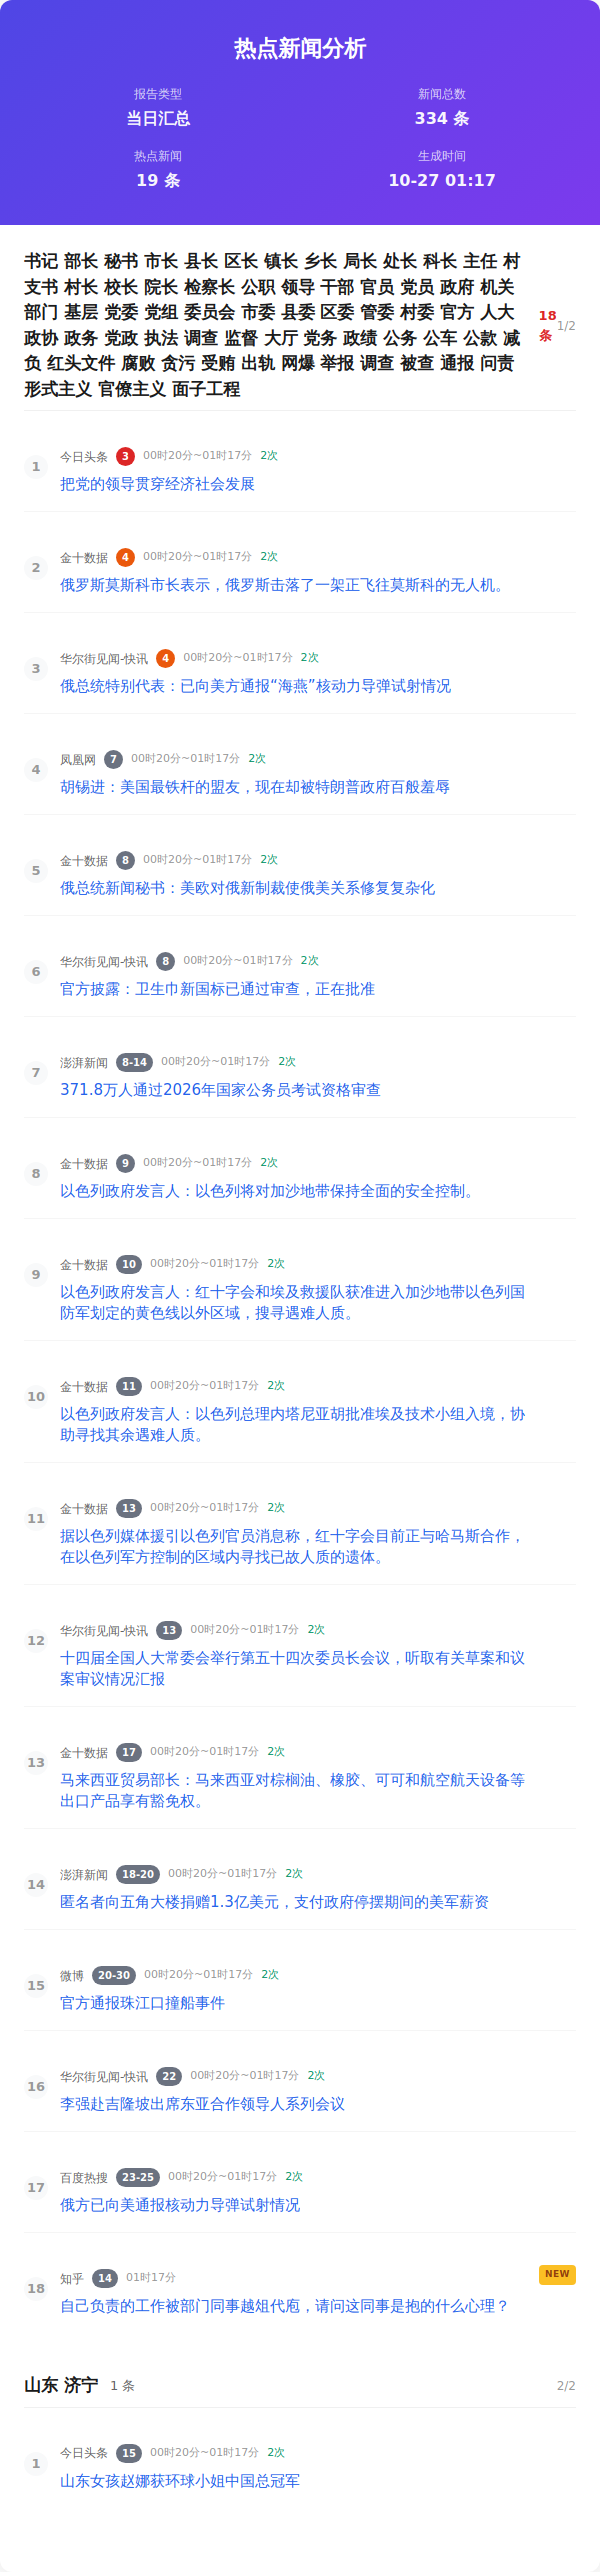 热点新闻分析
报告类型
当日汇总
新闻总数
334 条
热点新闻
19 条
生成时间
10-27 01:17
书记 部长 秘书 市长 县长 区长 镇长 乡长 局长 处长 科长 主任 村
支书 村长 校长 院长 检察长 公职 领导 干部 官员 党员 政府 机关
部门 基层 党委 党组 委员会 市委 县委 区委 管委 村委 官方 人大
政协 政务 党政 执法 调查 监督 大厅 党务 政绩 公务 公车 公款 减
负 红头文件 腐败 贪污 受贿 出轨 网爆 举报 调查 被查 通报 问责
形式主义 官僚主义 面子工程
18
条
1/2
1
今日头条 3 00时20分~01时17分 2次
把党的领导贯穿经济社会发展
2
金十数据 4 00时20分~01时17分 2次
俄罗斯莫斯科市长表示，俄罗斯击落了一架正飞往莫斯科的无人机。
3
华尔街见闻-快讯 4 00时20分~01时17分 2次
俄总统特别代表：已向美方通报“海燕”核动力导弹试射情况
4
凤凰网 7 00时20分~01时17分 2次
胡锡进：美国最铁杆的盟友，现在却被特朗普政府百般羞辱
5
金十数据 8 00时20分~01时17分 2次
俄总统新闻秘书：美欧对俄新制裁使俄美关系修复复杂化
6
华尔街见闻-快讯 8 00时20分~01时17分 2次
官方披露：卫生巾新国标已通过审查，正在批准
7
澎湃新闻 8-14 00时20分~01时17分 2次
371.8万人通过2026年国家公务员考试资格审查
8
金十数据 9 00时20分~01时17分 2次
以色列政府发言人：以色列将对加沙地带保持全面的安全控制。
9
金十数据 10 00时20分~01时17分 2次
以色列政府发言人：红十字会和埃及救援队获准进入加沙地带以色列国
防军划定的黄色线以外区域，搜寻遇难人质。
10
金十数据 11 00时20分~01时17分 2次
以色列政府发言人：以色列总理内塔尼亚胡批准埃及技术小组入境，协
助寻找其余遇难人质。
11
金十数据 13 00时20分~01时17分 2次
据以色列媒体援引以色列官员消息称，红十字会目前正与哈马斯合作，
在以色列军方控制的区域内寻找已故人质的遗体。
12
华尔街见闻-快讯 13 00时20分~01时17分 2次
十四届全国人大常委会举行第五十四次委员长会议，听取有关草案和议
案审议情况汇报
13
金十数据 17 00时20分~01时17分 2次
马来西亚贸易部长：马来西亚对棕榈油、橡胶、可可和航空航天设备等
出口产品享有豁免权。
14
澎湃新闻 18-20 00时20分~01时17分 2次
匿名者向五角大楼捐赠1.3亿美元，支付政府停摆期间的美军薪资
15
微博 20-30 00时20分~01时17分 2次
官方通报珠江口撞船事件
16
华尔街见闻-快讯 22 00时20分~01时17分 2次
李强赴吉隆坡出席东亚合作领导人系列会议
17
百度热搜 23-25 00时20分~01时17分 2次
俄方已向美通报核动力导弹试射情况
18
知乎 14 01时17分
NEW
自己负责的工作被部门同事越俎代庖，请问这同事是抱的什么心理？
山东 济宁 1 条
2/2
1
今日头条 15 00时20分~01时17分 2次
山东女孩赵娜获环球小姐中国总冠军